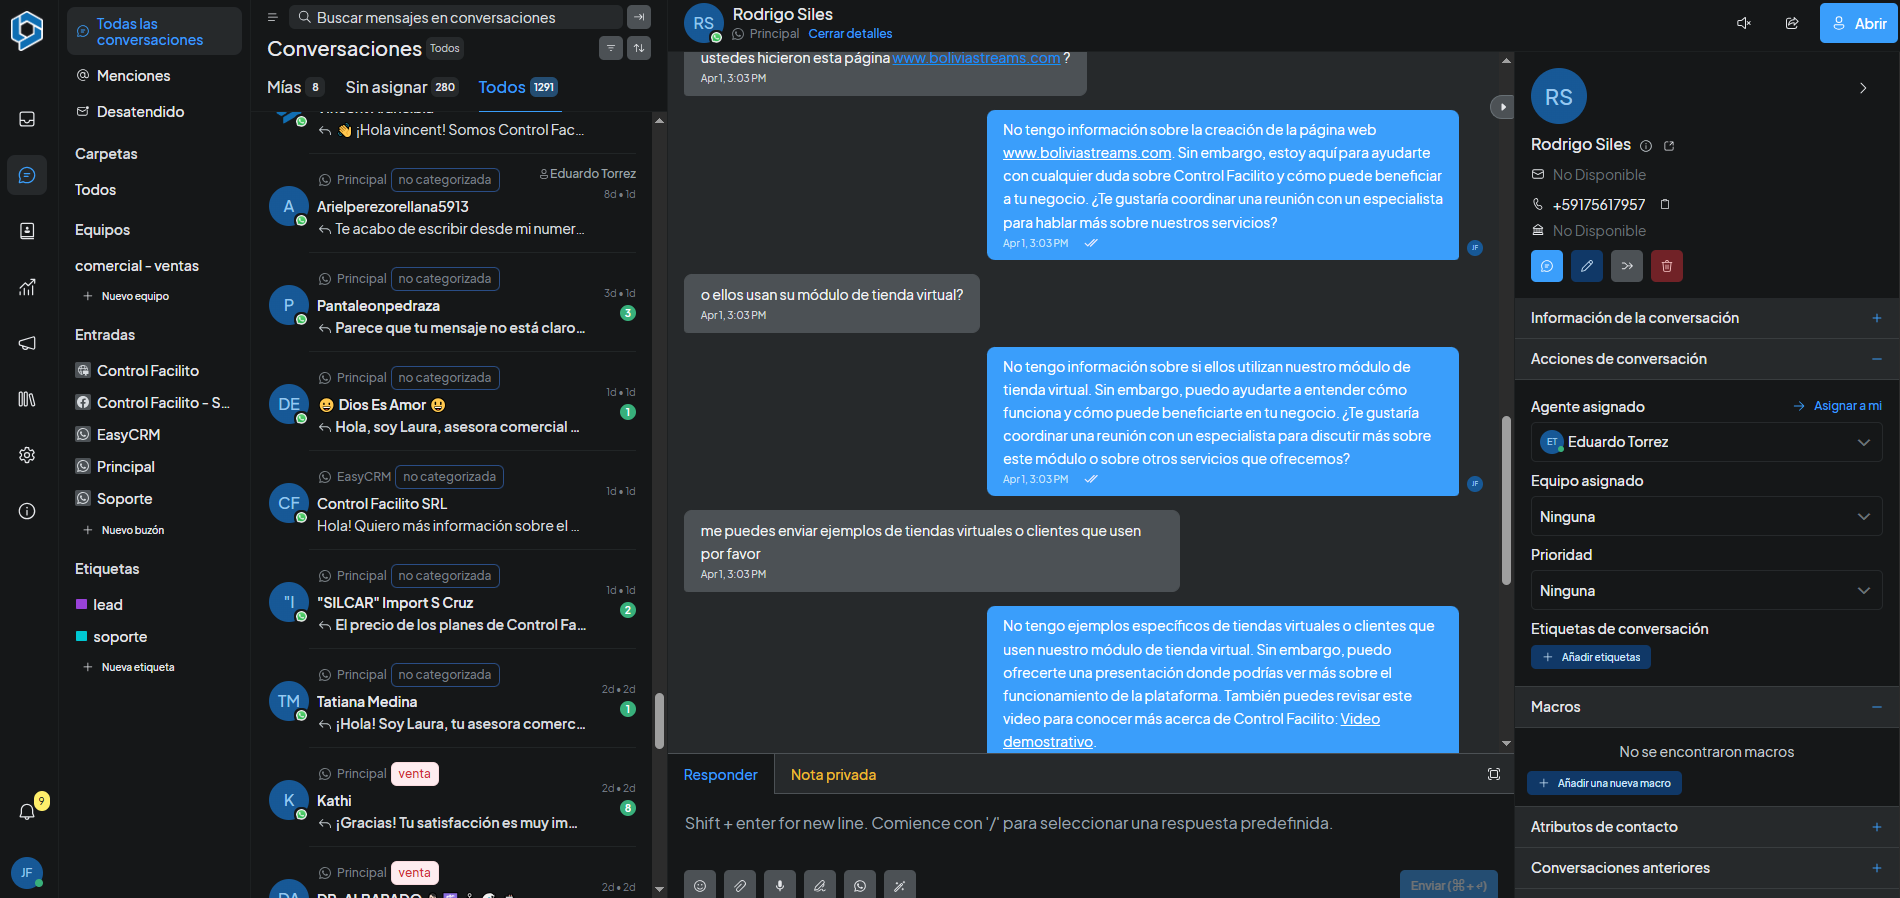 Todas las
conversaciones
Menciones
Desatendido
Carpetas
Todos
Equipos
comercial - ventas
Nuevo equipo
Entradas
Control Facilito
Control Facilito - S...
EasyCRM
Principal
Soporte
Nuevo buzón
Etiquetas
lead
soporte
Nueva etiqueta
9
JF
Buscar mensajes en conversaciones
Conversaciones Todos
Mías 8 Sin asignar 280 Todos 1291
👋 ¡Hola vincent! Somos Control Fac...
Principal no categorizada Eduardo Torrez
A Arielperezorellana5913 8d • 1d
Te acabo de escribir desde mi numer...
Principal no categorizada
P Pantaleonpedraza 3d • 1d
Parece que tu mensaje no está claro... 3
Principal no categorizada
DE 😃 Dios Es Amor 😃 1d • 1d
Hola, soy Laura, asesora comercial ... 1
EasyCRM no categorizada
CF Control Facilito SRL 1d • 1d
Hola! Quiero más información sobre el ...
Principal no categorizada
"I "SILCAR" Import S Cruz 1d • 1d
El precio de los planes de Control Fa... 2
Principal no categorizada
TM Tatiana Medina 2d • 2d
¡Hola! Soy Laura, tu asesora comerc... 1
Principal venta
K Kathi 2d • 2d
¡Gracias! Tu satisfacción es muy im... 8
Principal venta
2d • 2d
RS Rodrigo Siles
Principal Cerrar detalles
Abrir
ustedes hicieron esta página www.boliviastreams.com ?
Apr 1, 3:03 PM
No tengo información sobre la creación de la página web
www.boliviastreams.com. Sin embargo, estoy aquí para ayudarte
con cualquier duda sobre Control Facilito y cómo puede beneficiar
a tu negocio. ¿Te gustaría coordinar una reunión con un especialista
para hablar más sobre nuestros servicios?
Apr 1, 3:03 PM
JF
o ellos usan su módulo de tienda virtual?
Apr 1, 3:03 PM
No tengo información sobre si ellos utilizan nuestro módulo de
tienda virtual. Sin embargo, puedo ayudarte a entender cómo
funciona y cómo puede beneficiarte en tu negocio. ¿Te gustaría
coordinar una reunión con un especialista para discutir más sobre
este módulo o sobre otros servicios que ofrecemos?
Apr 1, 3:03 PM
JF
me puedes enviar ejemplos de tiendas virtuales o clientes que usen
por favor
Apr 1, 3:03 PM
No tengo ejemplos específicos de tiendas virtuales o clientes que
usen nuestro módulo de tienda virtual. Sin embargo, puedo
ofrecerte una presentación donde podrías ver más sobre el
funcionamiento de la plataforma. También puedes revisar este
video para conocer más acerca de Control Facilito: Video
demostrativo.
Responder Nota privada
Shift + enter for new line. Comience con '/' para seleccionar una respuesta predefinida.
Enviar (⌘+⏎)
RS
Rodrigo Siles
No Disponible
+59175617957
No Disponible
Información de la conversación
Acciones de conversación
Agente asignado Asignar a mi
ET Eduardo Torrez
Equipo asignado
Ninguna
Prioridad
Ninguna
Etiquetas de conversación
Añadir etiquetas
Macros
No se encontraron macros
Añadir una nueva macro
Atributos de contacto
Conversaciones anteriores